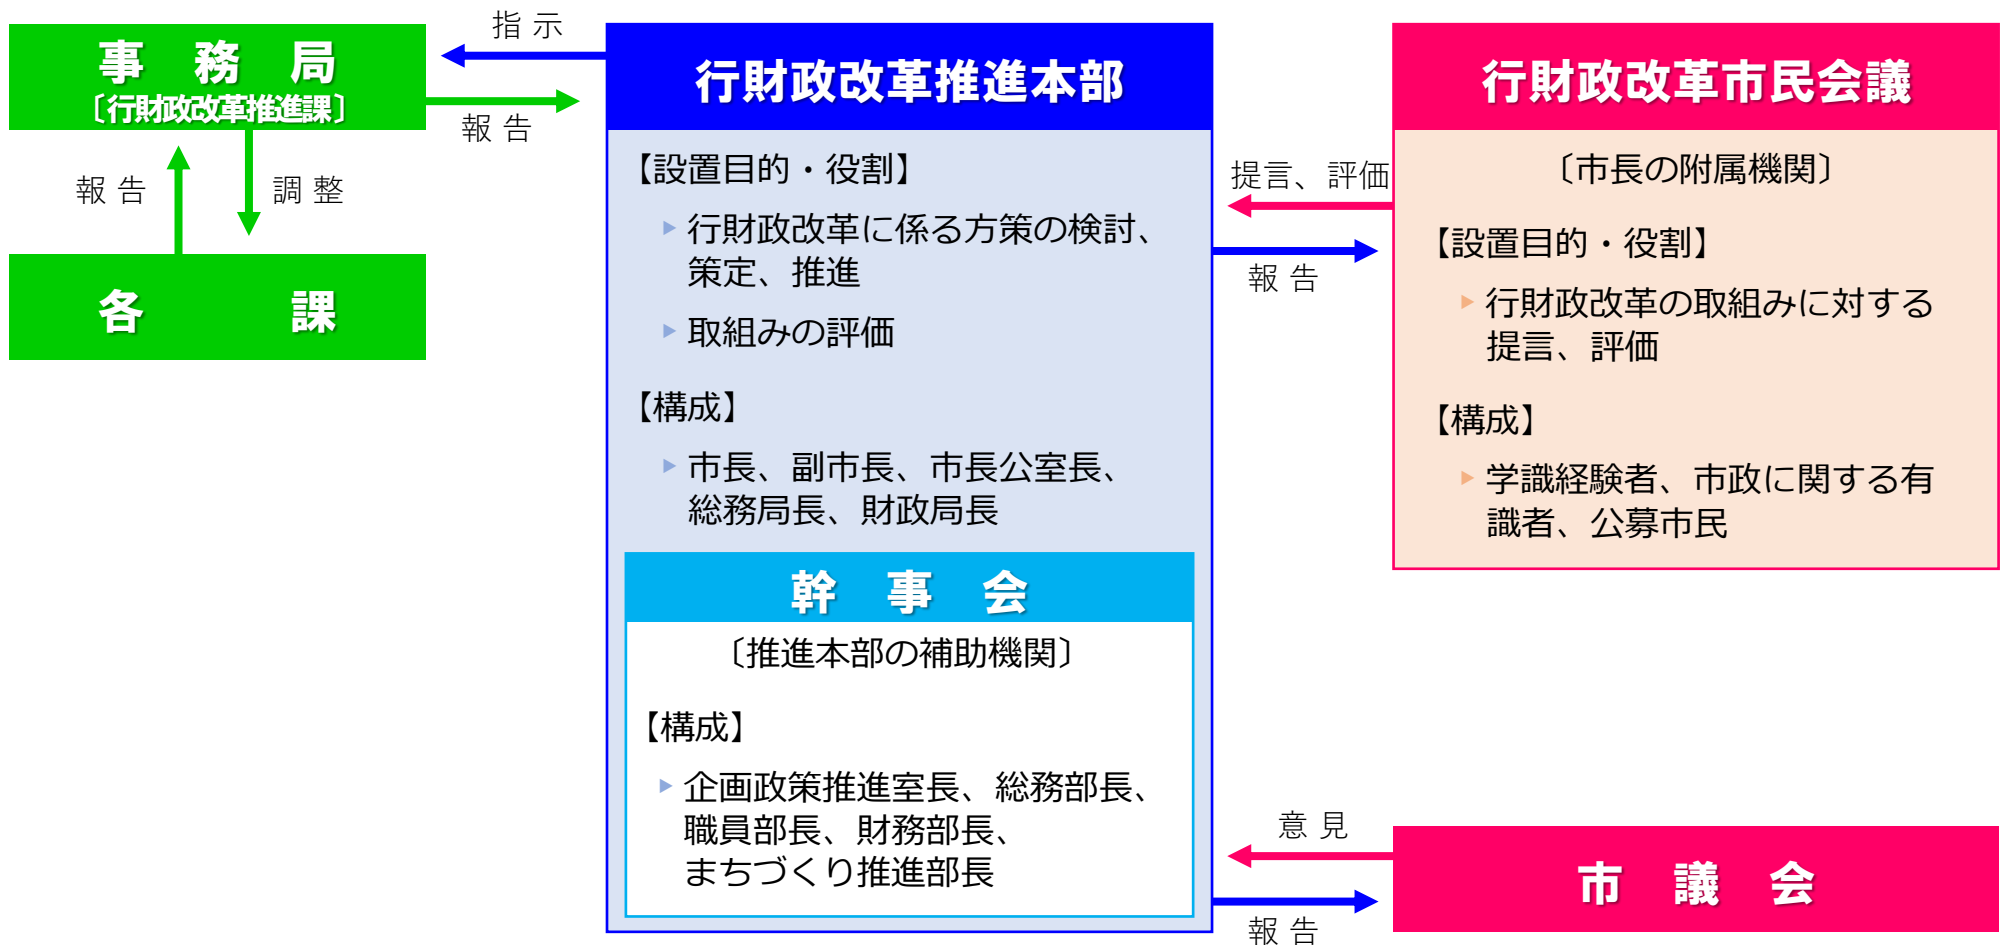 事　務　局
〔行財政改革推進課〕
指 示
報 告
報 告
調 整
各　　　課
行財政改革推進本部
【設置目的・役割】
▶ 行財政改革に係る方策の検討、
策定、推進
▶ 取組みの評価
【構成】
▶ 市長、副市長、市長公室長、
総務局長、財政局長
幹　事　会
〔推進本部の補助機関〕
【構成】
▶ 企画政策推進室長、総務部長、
職員部長、財務部長、
まちづくり推進部長
提言、評価
報 告
行財政改革市民会議
〔市長の附属機関〕
【設置目的・役割】
▶ 行財政改革の取組みに対する
提言、評価
【構成】
▶ 学識経験者、市政に関する有
識者、公募市民
意 見
報 告
市　議　会